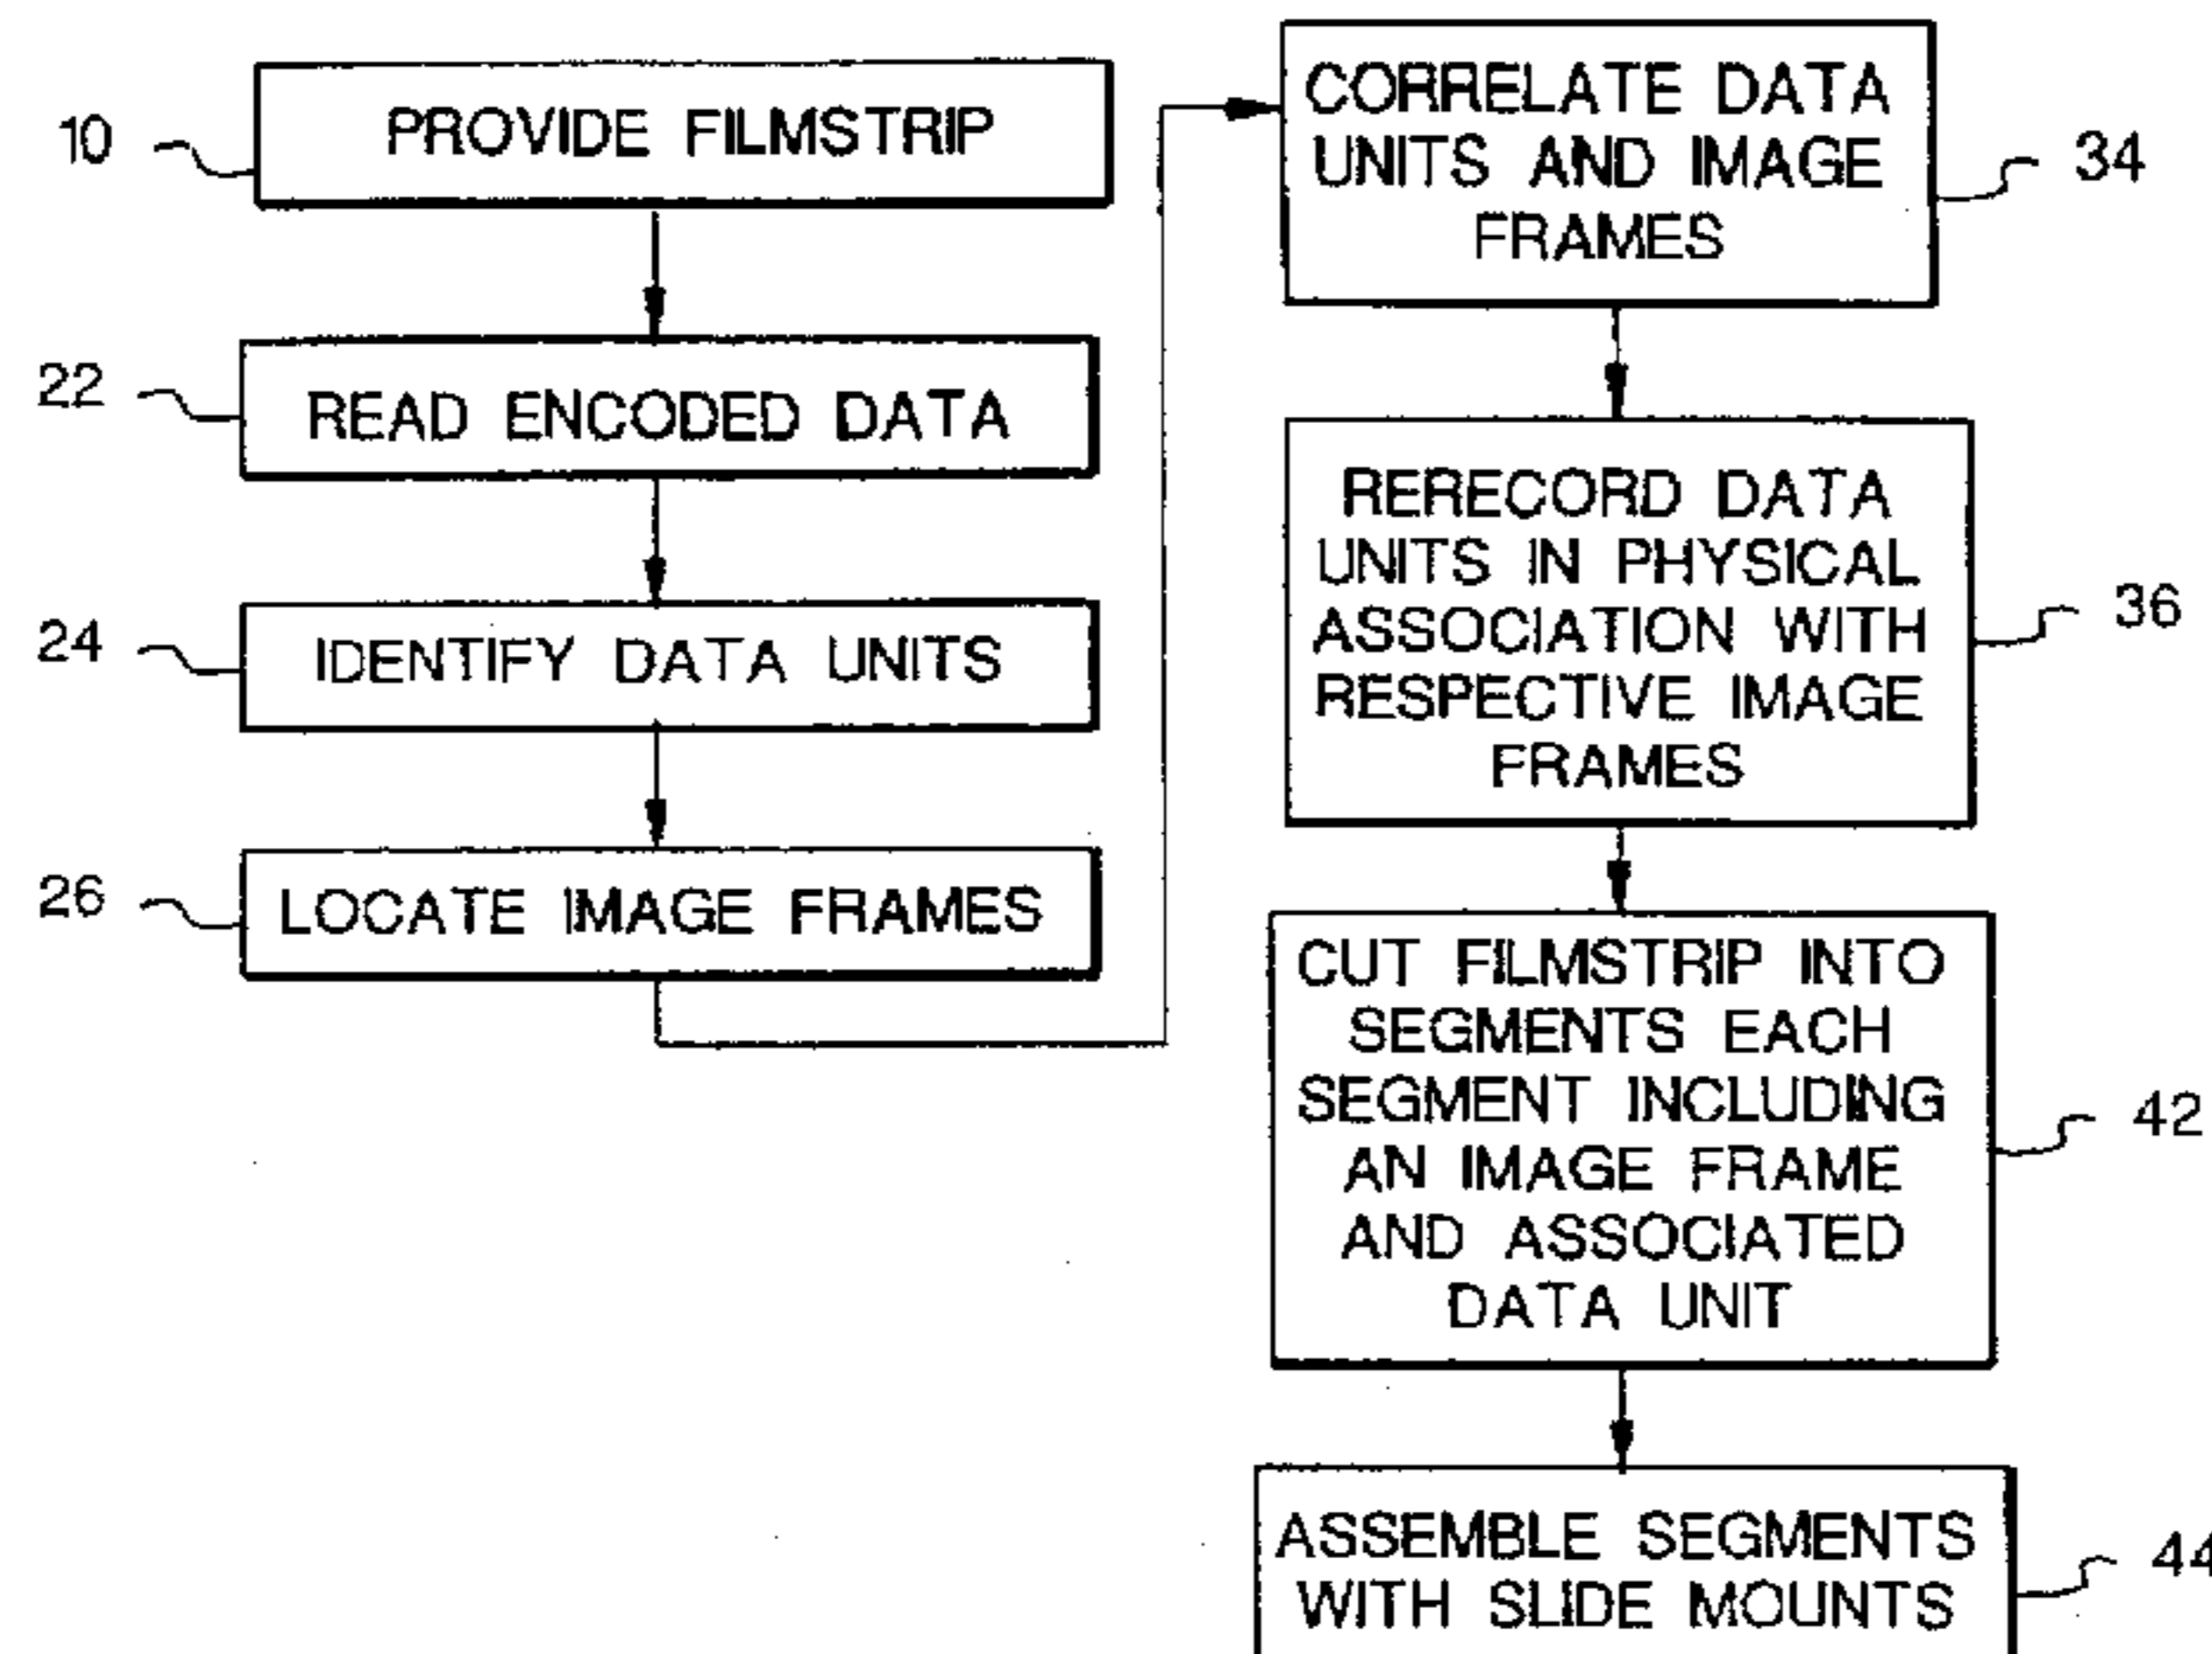 10
PROVIDE FILMSTRIP
22
READ ENCODED DATA
24
IDENTIFY DATA UNITS
26
LOCATE IMAGE FRAMES
CORRELATE DATA
UNITS AND IMAGE
FRAMES
34
RERECORD DATA
UNITS IN PHYSICAL
ASSOCIATION WITH
RESPECTIVE IMAGE
FRAMES
36
CUT FILMSTRIP INTO
SEGMENTS EACH
SEGMENT INCLUDING
AN IMAGE FRAME
AND ASSOCIATED
DATA UNIT
42
ASSEMBLE SEGMENTS
WITH SLIDE MOUNTS
44